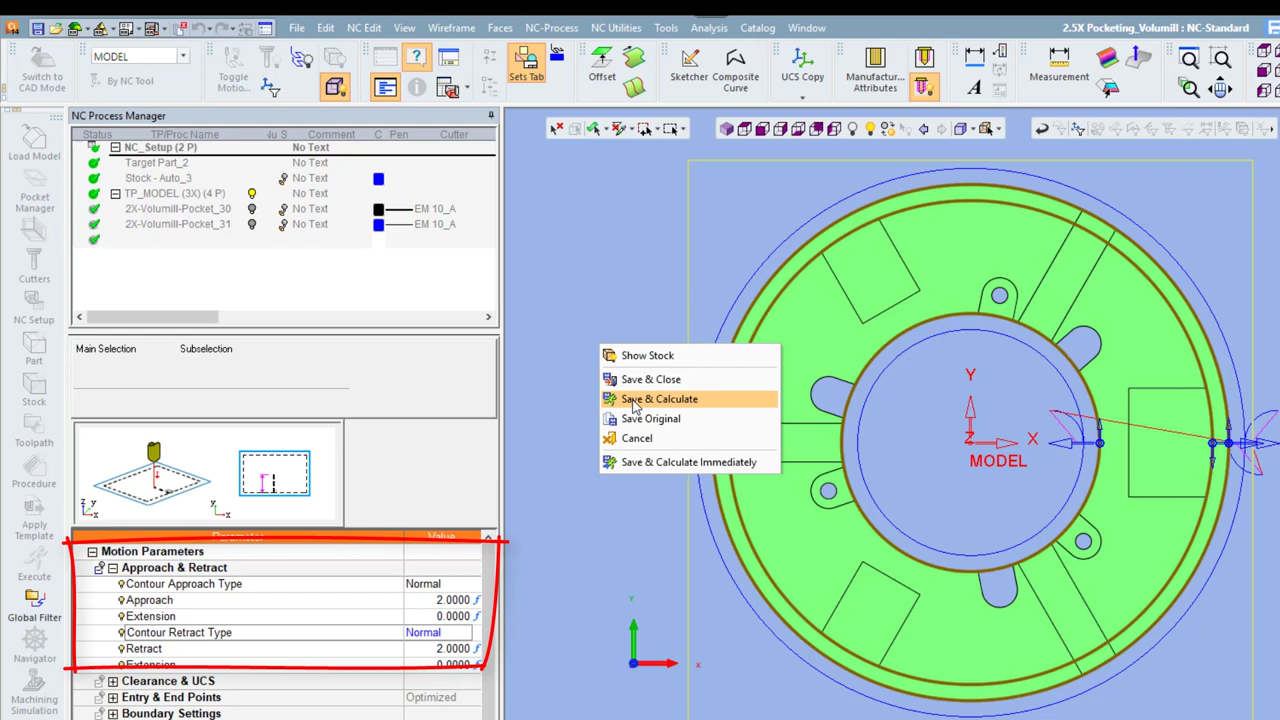 File Edit NC Edit View Wireframe Faces NC-Process NC Utilities Tools Analysis Catalog Window 2.5X Pocketing_Volumill : NC-Standard
Switch to CAD Mode
MODEL
By NC Tool
Toggle Motion...
Sets Tab
Offset
Sketcher
Composite Curve
UCS Copy
Manufactur... Attributes
A
Measurement
Load Model
Pocket Manager
Cutters
NC Setup
Part
Stock
Toolpath
Procedure
Apply Template
Execute
Global Filter
Navigator
Machining Simulation
NC Process Manager
Status TP/Proc Name Nu S Comment C Pen Cutter
NC_Setup (2 P) No Text
Target Part_2 No Text
Stock - Auto_3 No Text
TP_MODEL (3X) (4 P) No Text
2X-Volumill-Pocket_30 No Text EM 10_A
2X-Volumill-Pocket_31 No Text EM 10_A
Main Selection Subselection
z y x
y x
Parameter Value
Motion Parameters
Approach & Retract
Contour Approach Type Normal
Approach 2.0000 f
Extension 0.0000 f
Contour Retract Type Normal
Retract 2.0000 f
Extension 0.0000 f
Clearance & UCS
Entry & End Points Optimized
Boundary Settings
Show Stock
Save & Close
Save & Calculate
Save Original
Cancel
Save & Calculate Immediately
Y
Z X
MODEL
Y
X